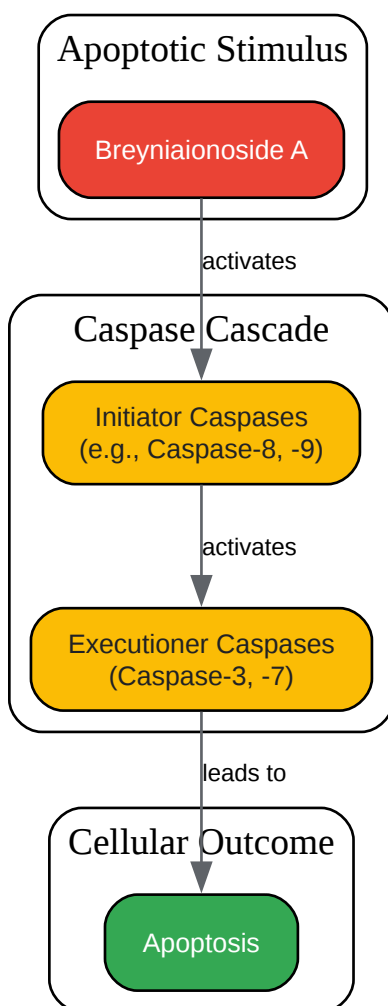 Apoptotic Stimulus
Breyniaionoside A
activates
Caspase Cascade
Initiator Caspases
(e.g., Caspase-8, -9)
activates
Executioner Caspases
(Caspase-3, -7)
leads to
Cellular Outcome
Apoptosis